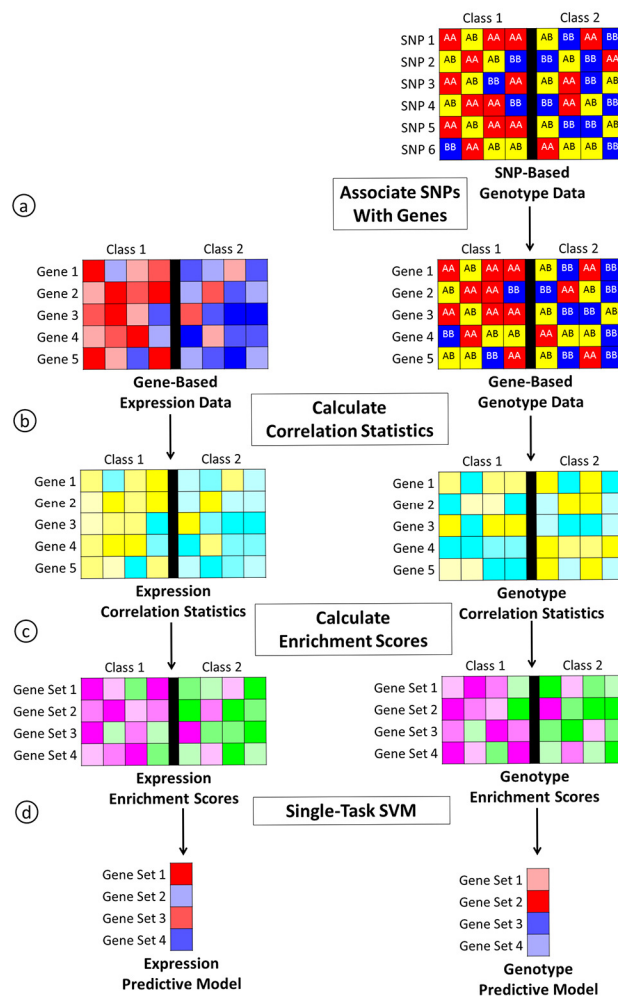 Class 1 Class 2
SNP 1 AA AB AA AA AB BB AA BB
SNP 2 AB AA AB BB BB AB BB AA
SNP 3 AA AB BB AA AB AA BB AB
SNP 4 AB AA AA BB BB AA AB BB
SNP 5 AA AB AA AA AB BB BB AB
SNP 6 BB AA AB AB AA AB AB BB
SNP-Based
Genotype Data
a
Associate SNPs
With Genes
Class 1 Class 2
Gene 1
Gene 2
Gene 3
Gene 4
Gene 5
Gene-Based
Expression Data
Class 1 Class 2
Gene 1 AA AB AA AA AB BB AA BB
Gene 2 AB AA AA BB BB AA AB BB
Gene 3 AA AB AA AA AB BB BB AB
Gene 4 BB AA AB AB AA AB AB BB
Gene 5 AB AB BB AA AB BB AA BB
Gene-Based
Genotype Data
b
Calculate
Correlation Statistics
Class 1 Class 2
Gene 1
Gene 2
Gene 3
Gene 4
Gene 5
Expression
Correlation Statistics
Class 1 Class 2
Gene 1
Gene 2
Gene 3
Gene 4
Gene 5
Genotype
Correlation Statistics
c
Calculate
Enrichment Scores
Class 1 Class 2
Gene Set 1
Gene Set 2
Gene Set 3
Gene Set 4
Expression
Enrichment Scores
Class 1 Class 2
Gene Set 1
Gene Set 2
Gene Set 3
Gene Set 4
Genotype
Enrichment Scores
d
Single-Task SVM
Gene Set 1
Gene Set 2
Gene Set 3
Gene Set 4
Expression
Predictive Model
Gene Set 1
Gene Set 2
Gene Set 3
Gene Set 4
Genotype
Predictive Model